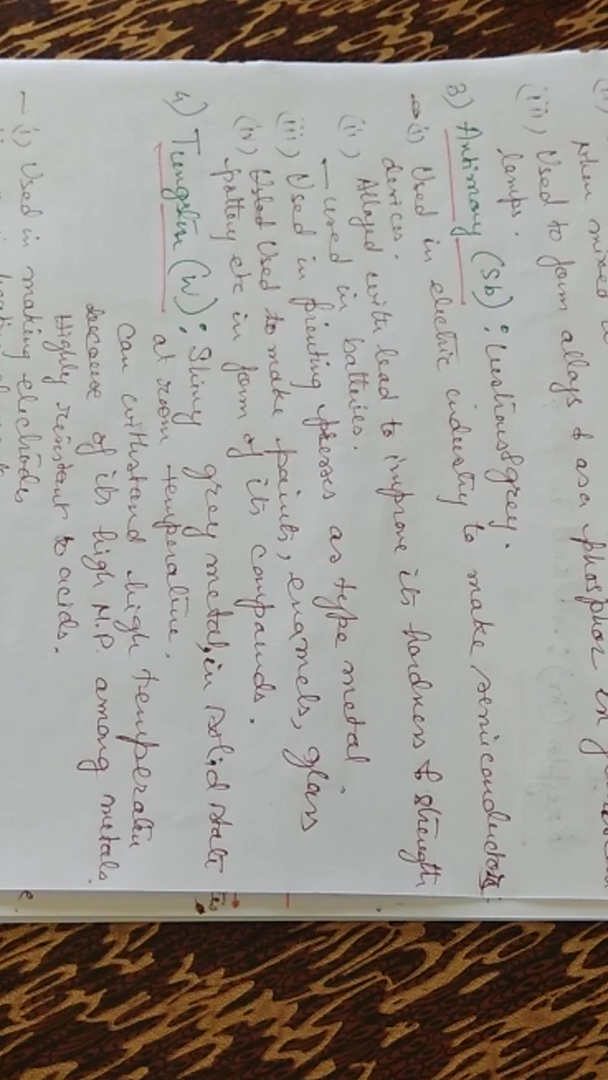 when mixed
(iii) Used to form alloys & as a phosphor in
lamps.
3) Antimony (Sb): Lustrous & grey.
(i) Used in electric industry to make semiconductors
devices.
(ii) Alloyed with lead to improve its hardness & strength
– used in batteries.
(iii) Used in printing presses as type metal
(iv) Used to make paints, enamels, glass
pottery etc in form of its compounds.
4) Tungsten (W): Shiny grey metal, in solid state
at room temperature.
can withstand high temperature
because of its high M.P. among metals.
Highly resistant to acids.
– i) Used in making electrodes